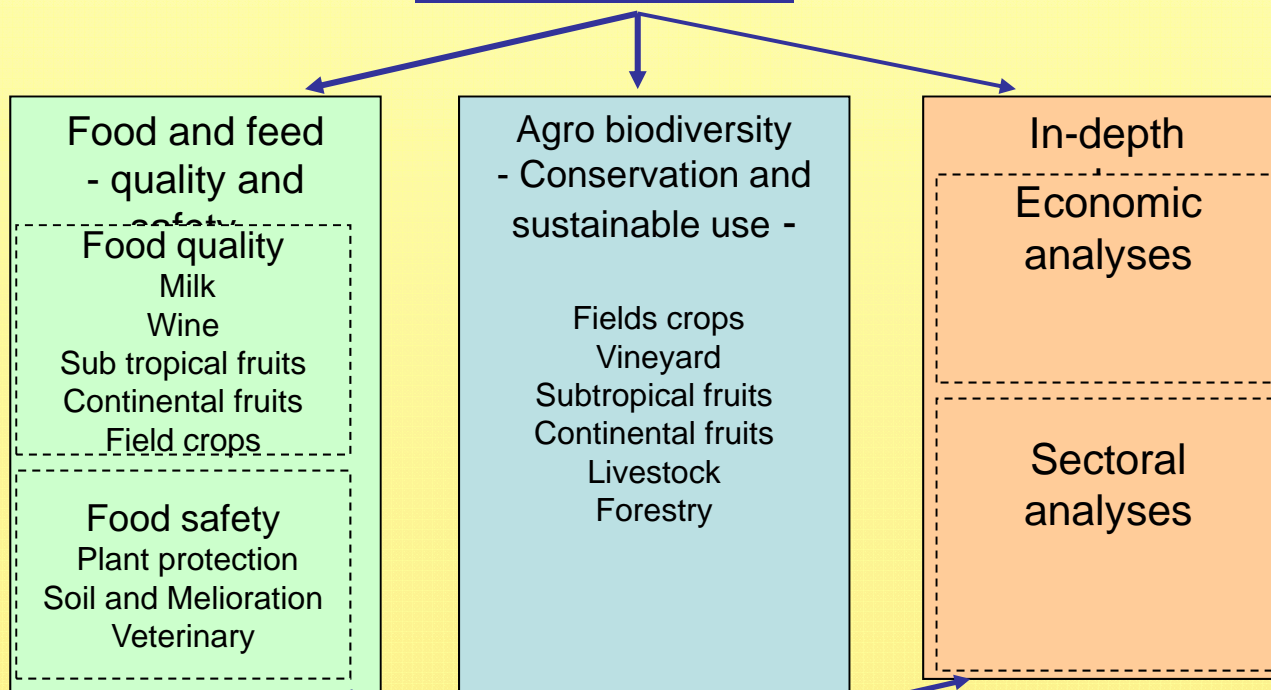 Food and feed
- quality and
safety
Food quality
Milk
Wine
Sub tropical fruits
Continental fruits
Field crops
Food safety
Plant protection
Soil and Melioration
Veterinary
Agro biodiversity
- Conservation and
sustainable use -
Fields crops
Vineyard
Subtropical fruits
Continental fruits
Livestock
Forestry
In-depth
Economic
analyses
Sectoral
analyses